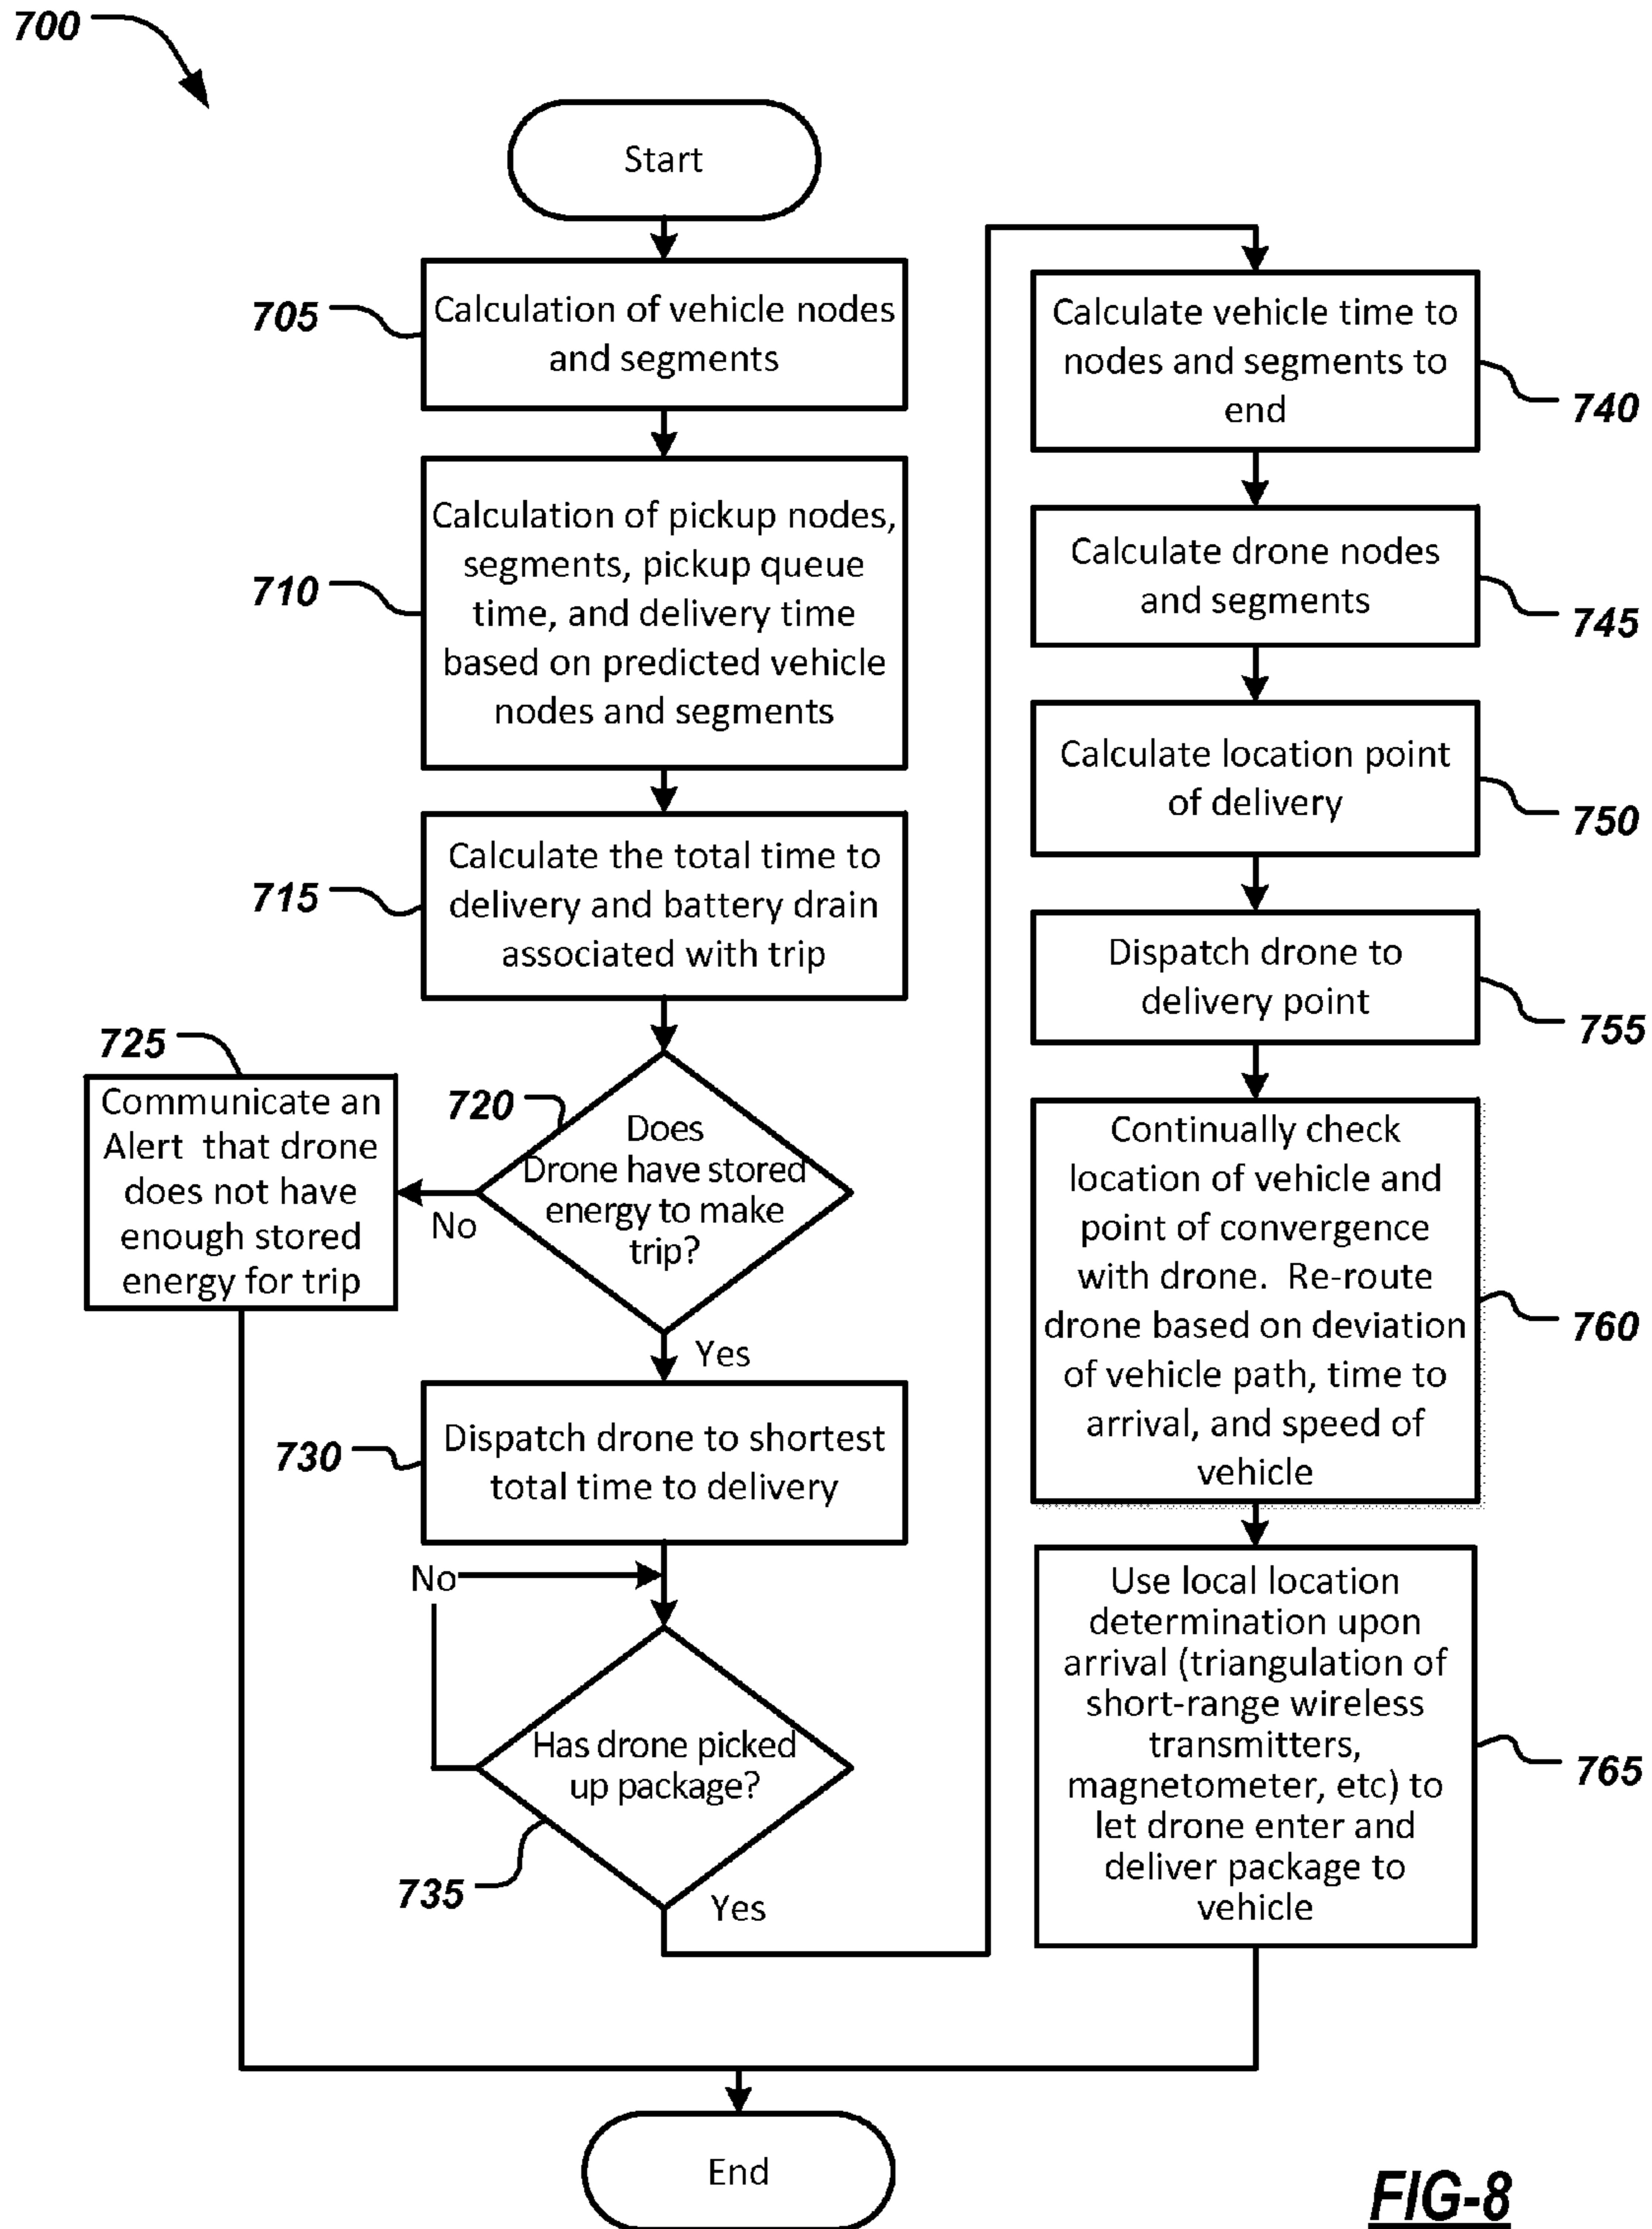 700
Start
705
Calculation of vehicle nodes
and segments
710
Calculation of pickup nodes,
segments, pickup queue
time, and delivery time
based on predicted vehicle
nodes and segments
715
Calculate the total time to
delivery and battery drain
associated with trip
720
Does
Drone have stored
energy to make
trip?
No
725
Communicate an
Alert that drone
does not have
enough stored
energy for trip
Yes
730
Dispatch drone to shortest
total time to delivery
No
Has drone picked
up package?
735
Yes
Calculate vehicle time to
nodes and segments to
end
740
Calculate drone nodes
and segments
745
Calculate location point
of delivery
750
Dispatch drone to
delivery point
755
Continually check
location of vehicle and
point of convergence
with drone. Re-route
drone based on deviation
of vehicle path, time to
arrival, and speed of
vehicle
760
Use local location
determination upon
arrival (triangulation of
short-range wireless
transmitters,
magnetometer, etc) to
let drone enter and
deliver package to
vehicle
765
End
FIG-8